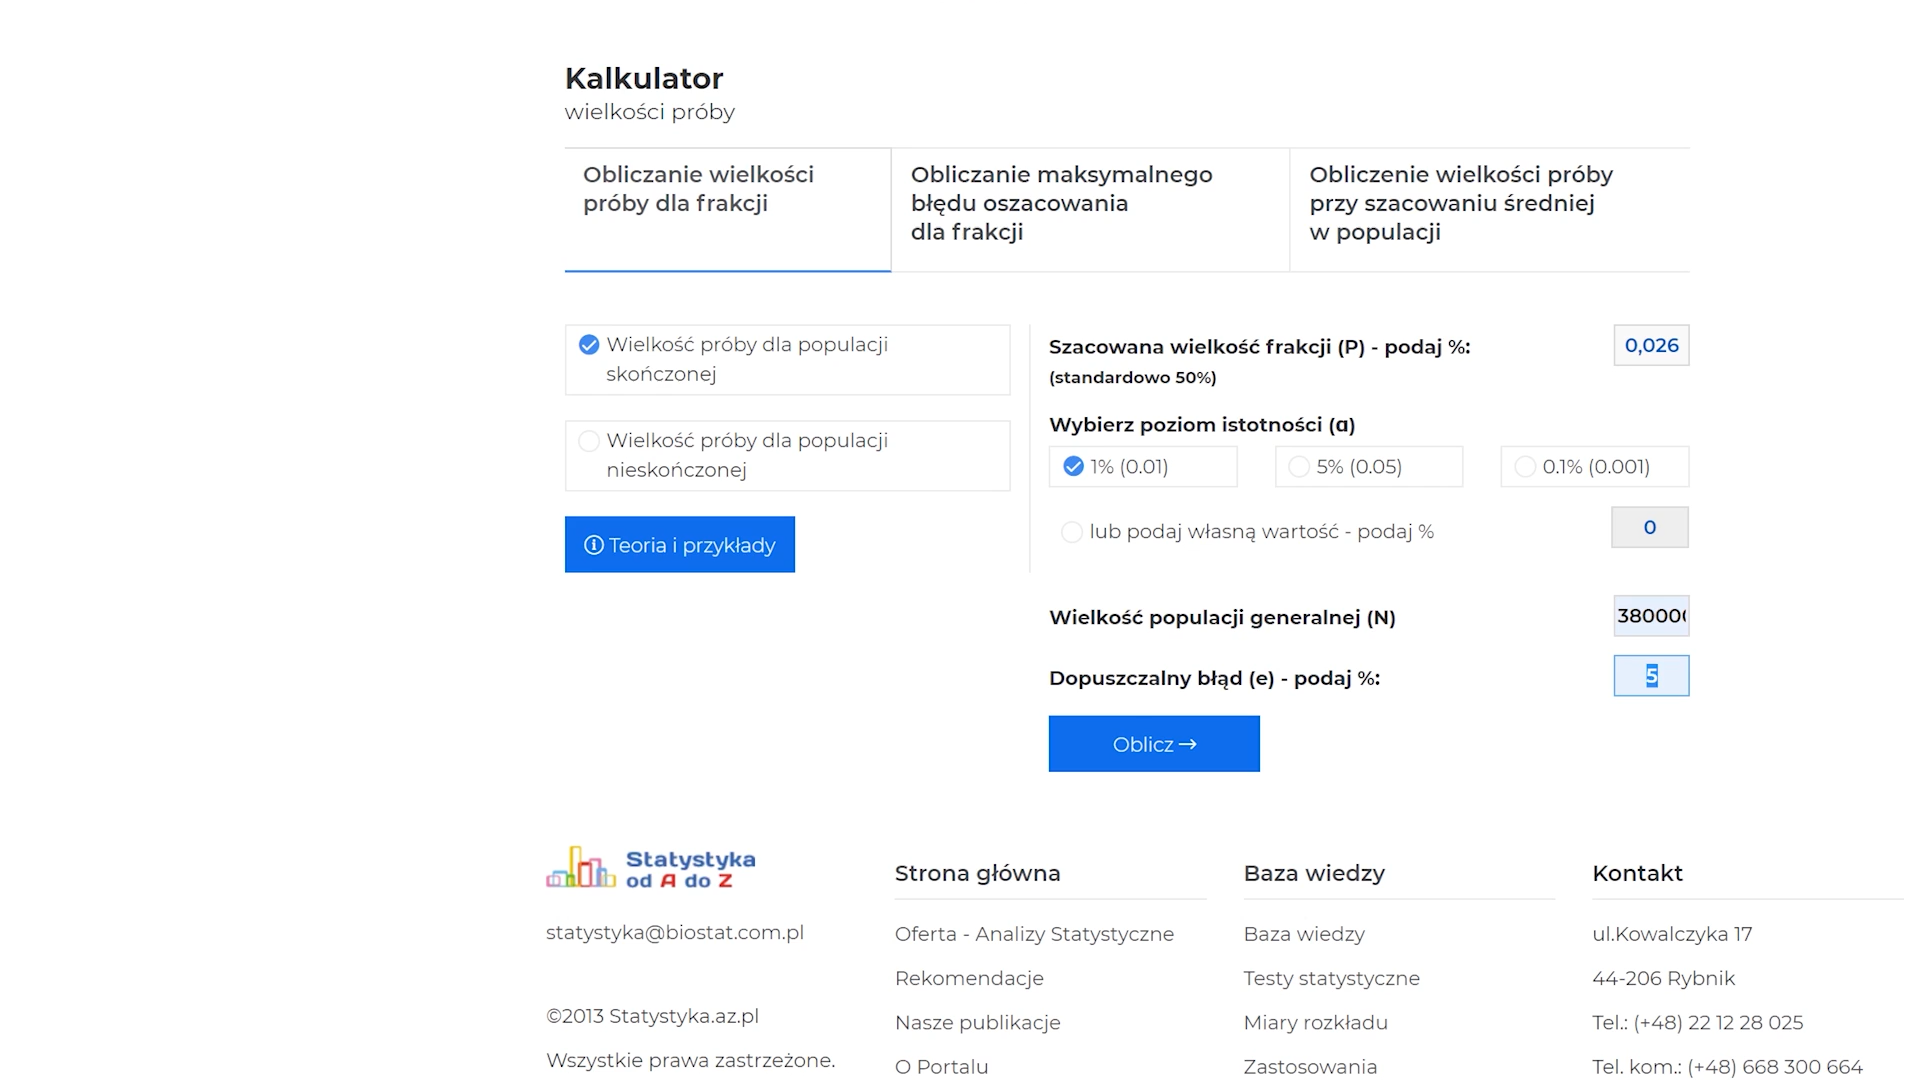 Kalkulator
wielkości próby
Obliczanie wielkości
próby dla frakcji
Obliczanie maksymalnego
błędu oszacowania
dla frakcji
Obliczenie wielkości próby
przy szacowaniu średniej
w populacji
Wielkość próby dla populacji
skończonej
Wielkość próby dla populacji
nieskończonej
Teoria i przykłady
Szacowana wielkość frakcji (P) - podaj %:
0,026
(standardowo 50%)
Wybierz poziom istotności (α)
1% (0.01)
5% (0.05)
0.1% (0.001)
lub podaj własną wartość - podaj %
0
Wielkość populacji generalnej (N)
38000
Dopuszczalny błąd (e) - podaj %:
5
Oblicz →
Statystyka
od A do Z
statystyka@biostat.com.pl
©2013 Statystyka.az.pl
Wszystkie prawa zastrzeżone.
Strona główna
Oferta - Analizy Statystyczne
Rekomendacje
Nasze publikacje
O Portalu
Baza wiedzy
Baza wiedzy
Testy statystyczne
Miary rozkładu
Zastosowania
Kontakt
ul.Kowalczyka 17
44-206 Rybnik
Tel.: (+48) 22 12 28 025
Tel. kom.: (+48) 668 300 664